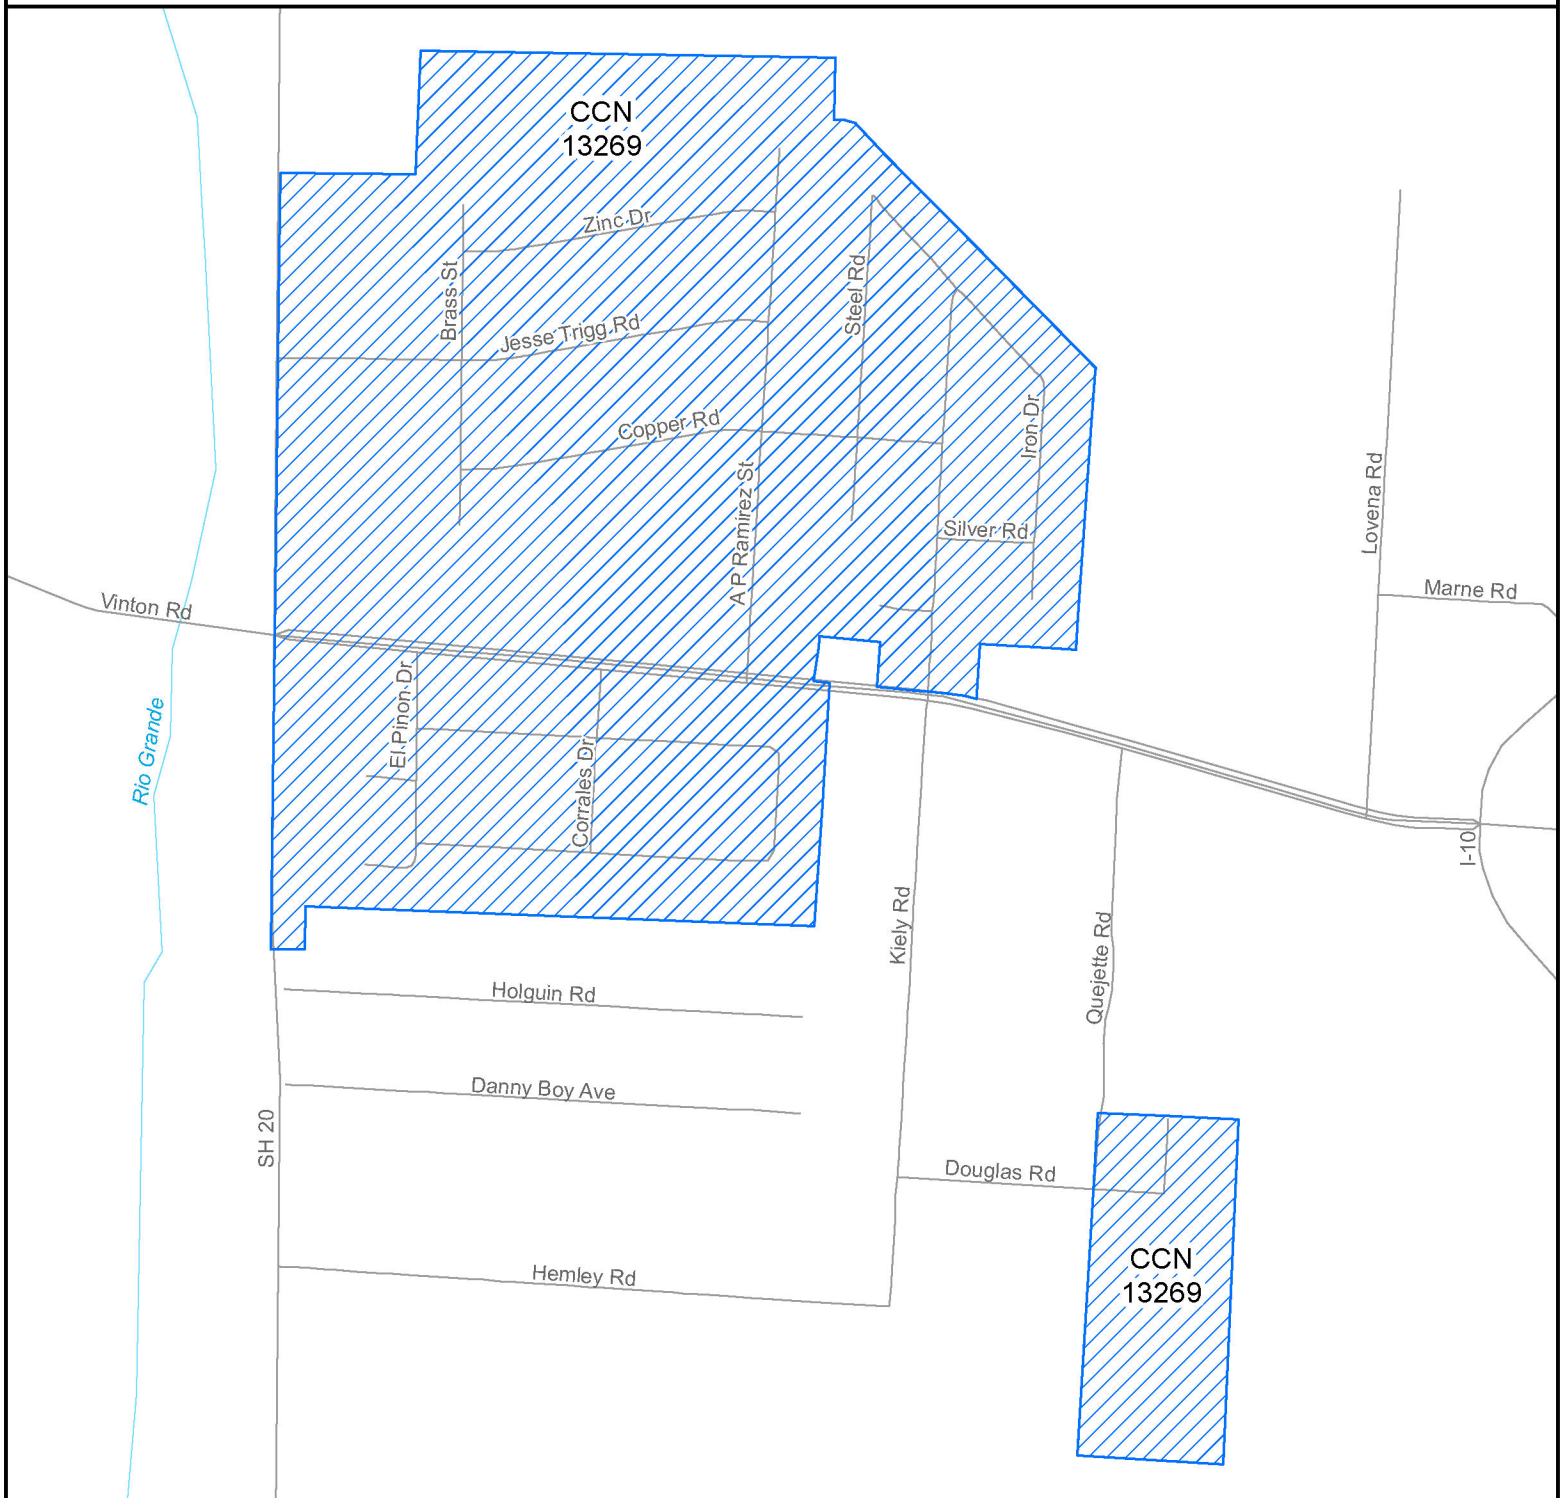 CCN
13269
Zinc Dr
Brass St
Steel Rd
Jesse Trigg Rd
Copper Rd
Iron Dr
A P Ramirez St
Silver Rd
Lovena Rd
Marne Rd
Vinton Rd
El Pinon Dr
Rio Grande
Corrales Dr
I-10
Kiely Rd
Quejette Rd
Holguin Rd
Danny Boy Ave
SH 20
Douglas Rd
Hemley Rd
CCN
13269